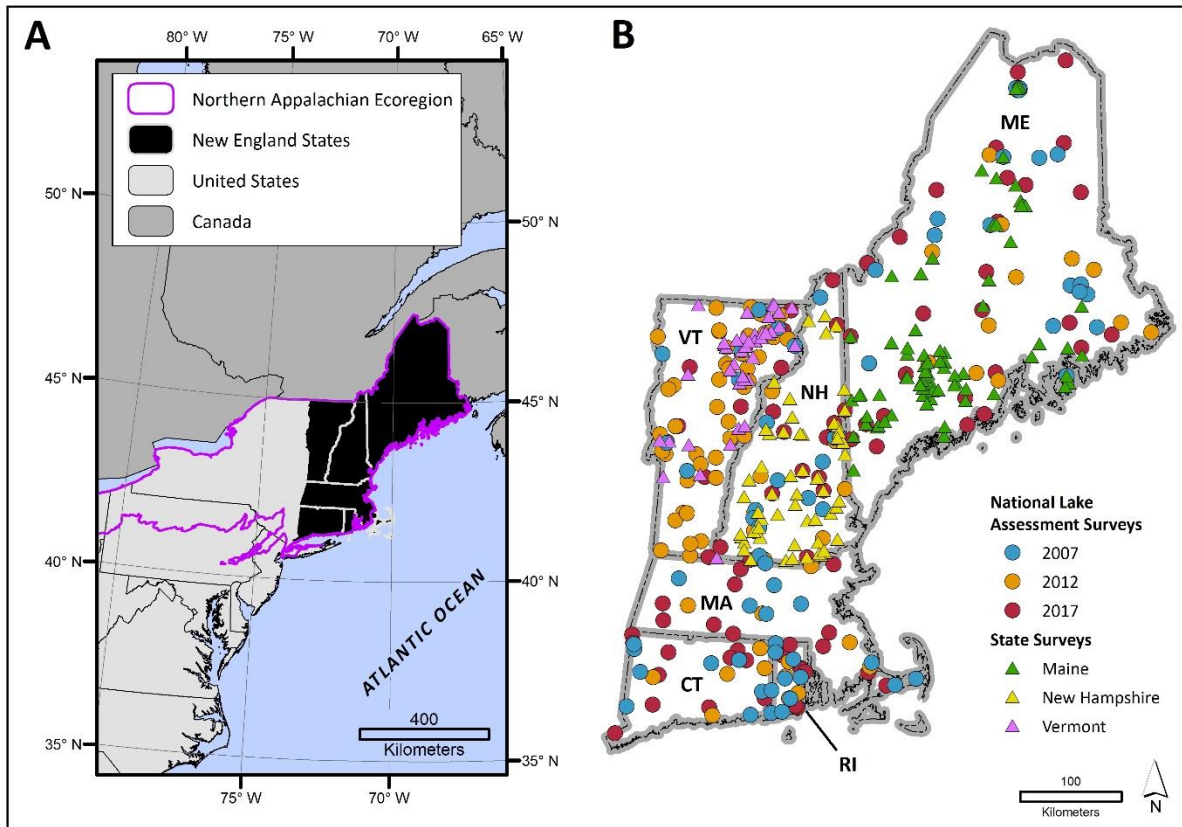 A
80° W
75° W
70° W
65° W
Northern Appalachian Ecoregion
New England States
United States
Canada
50° N
50° N
45° N
45° N
40° N
40° N
35° N
35° N
ATLANTIC OCEAN
400
Kilometers
75° W
70° W
B
ME
VT
NH
MA
CT
RI
National Lake
Assessment Surveys
2007
2012
2017
State Surveys
Maine
New Hampshire
Vermont
100
Kilometers
N